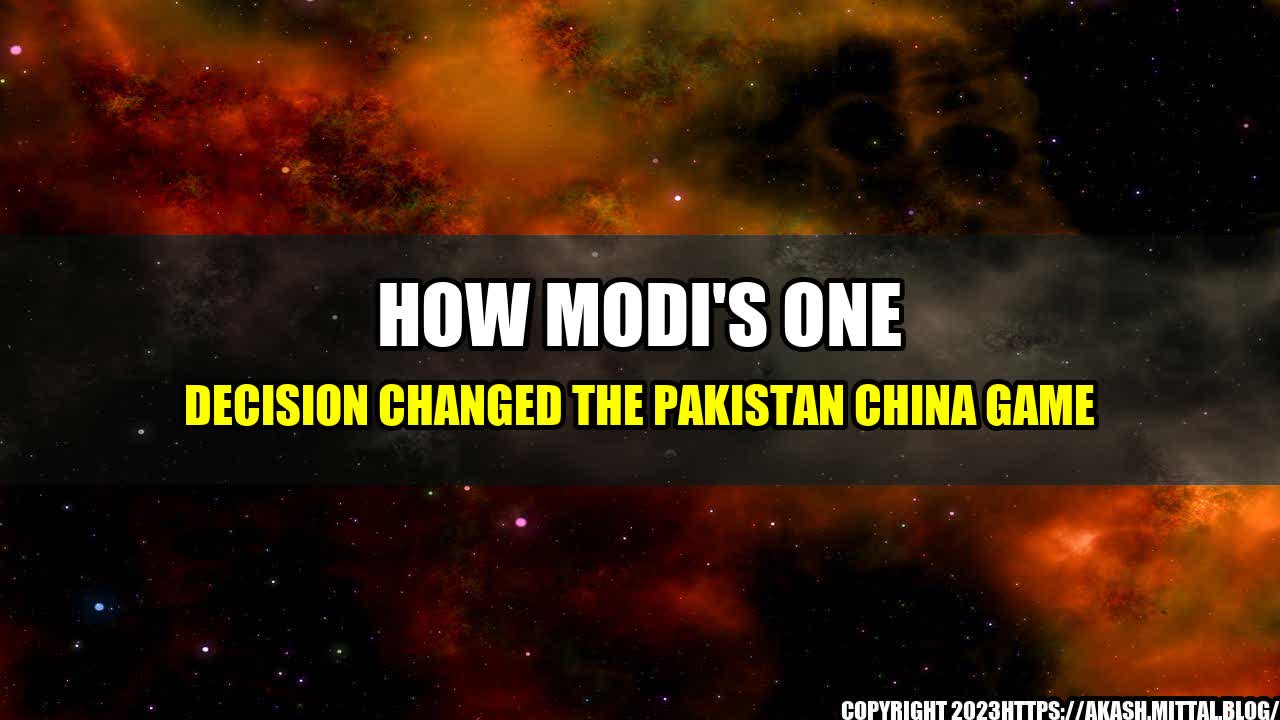 HOW MODI'S ONE
DECISION CHANGED THE PAKISTAN CHINA GAME
COPYRIGHT 2023HTTPS://AKASH.MITTAL.BLOG/